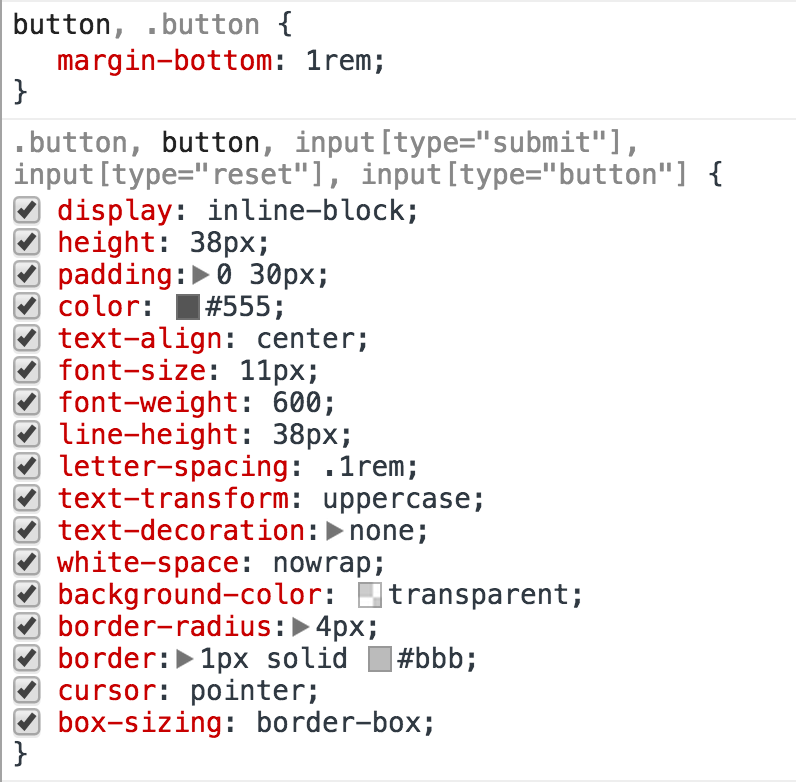 button, .button {
margin-bottom: 1rem;
}
.button, button, input[type="submit"],
input[type="reset"], input[type="button"] {
display: inline-block;
height: 38px;
padding: 0 30px;
color: #555;
text-align: center;
font-size: 11px;
font-weight: 600;
line-height: 38px;
letter-spacing: .1rem;
text-transform: uppercase;
text-decoration: none;
white-space: nowrap;
background-color: transparent;
border-radius: 4px;
border: 1px solid #bbb;
cursor: pointer;
box-sizing: border-box;
}